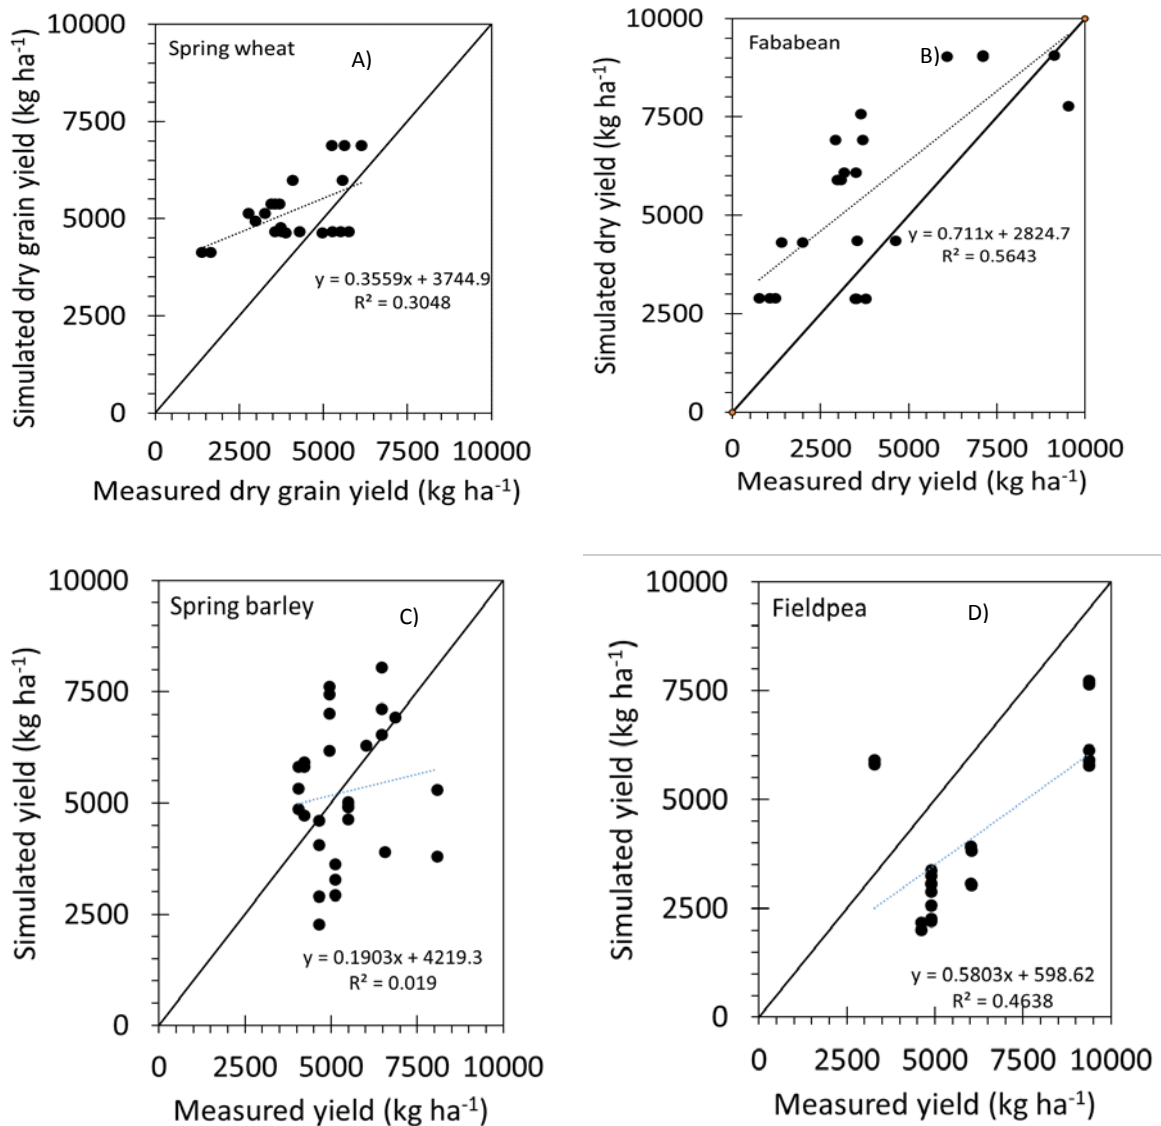 Spring wheat
A)
10000
7500
5000
2500
0
Simulated dry grain yield (kg ha⁻¹)
y = 0.3559x + 3744.9
R² = 0.3048
0 2500 5000 7500 10000
Measured dry grain yield (kg ha⁻¹)
Fababean
B)
10000
7500
5000
2500
0
Simulated dry yield (kg ha⁻¹)
y = 0.711x + 2824.7
R² = 0.5643
0 2500 5000 7500 10000
Measured dry yield (kg ha⁻¹)
Spring barley
C)
10000
7500
5000
2500
0
Simulated yield (kg ha⁻¹)
y = 0.1903x + 4219.3
R² = 0.019
0 2500 5000 7500 10000
Measured yield (kg ha⁻¹)
Fieldpea
D)
10000
7500
5000
2500
0
Simulated yield (kg ha⁻¹)
y = 0.5803x + 598.62
R² = 0.4638
0 2500 5000 7500 10000
Measured yield (kg ha⁻¹)